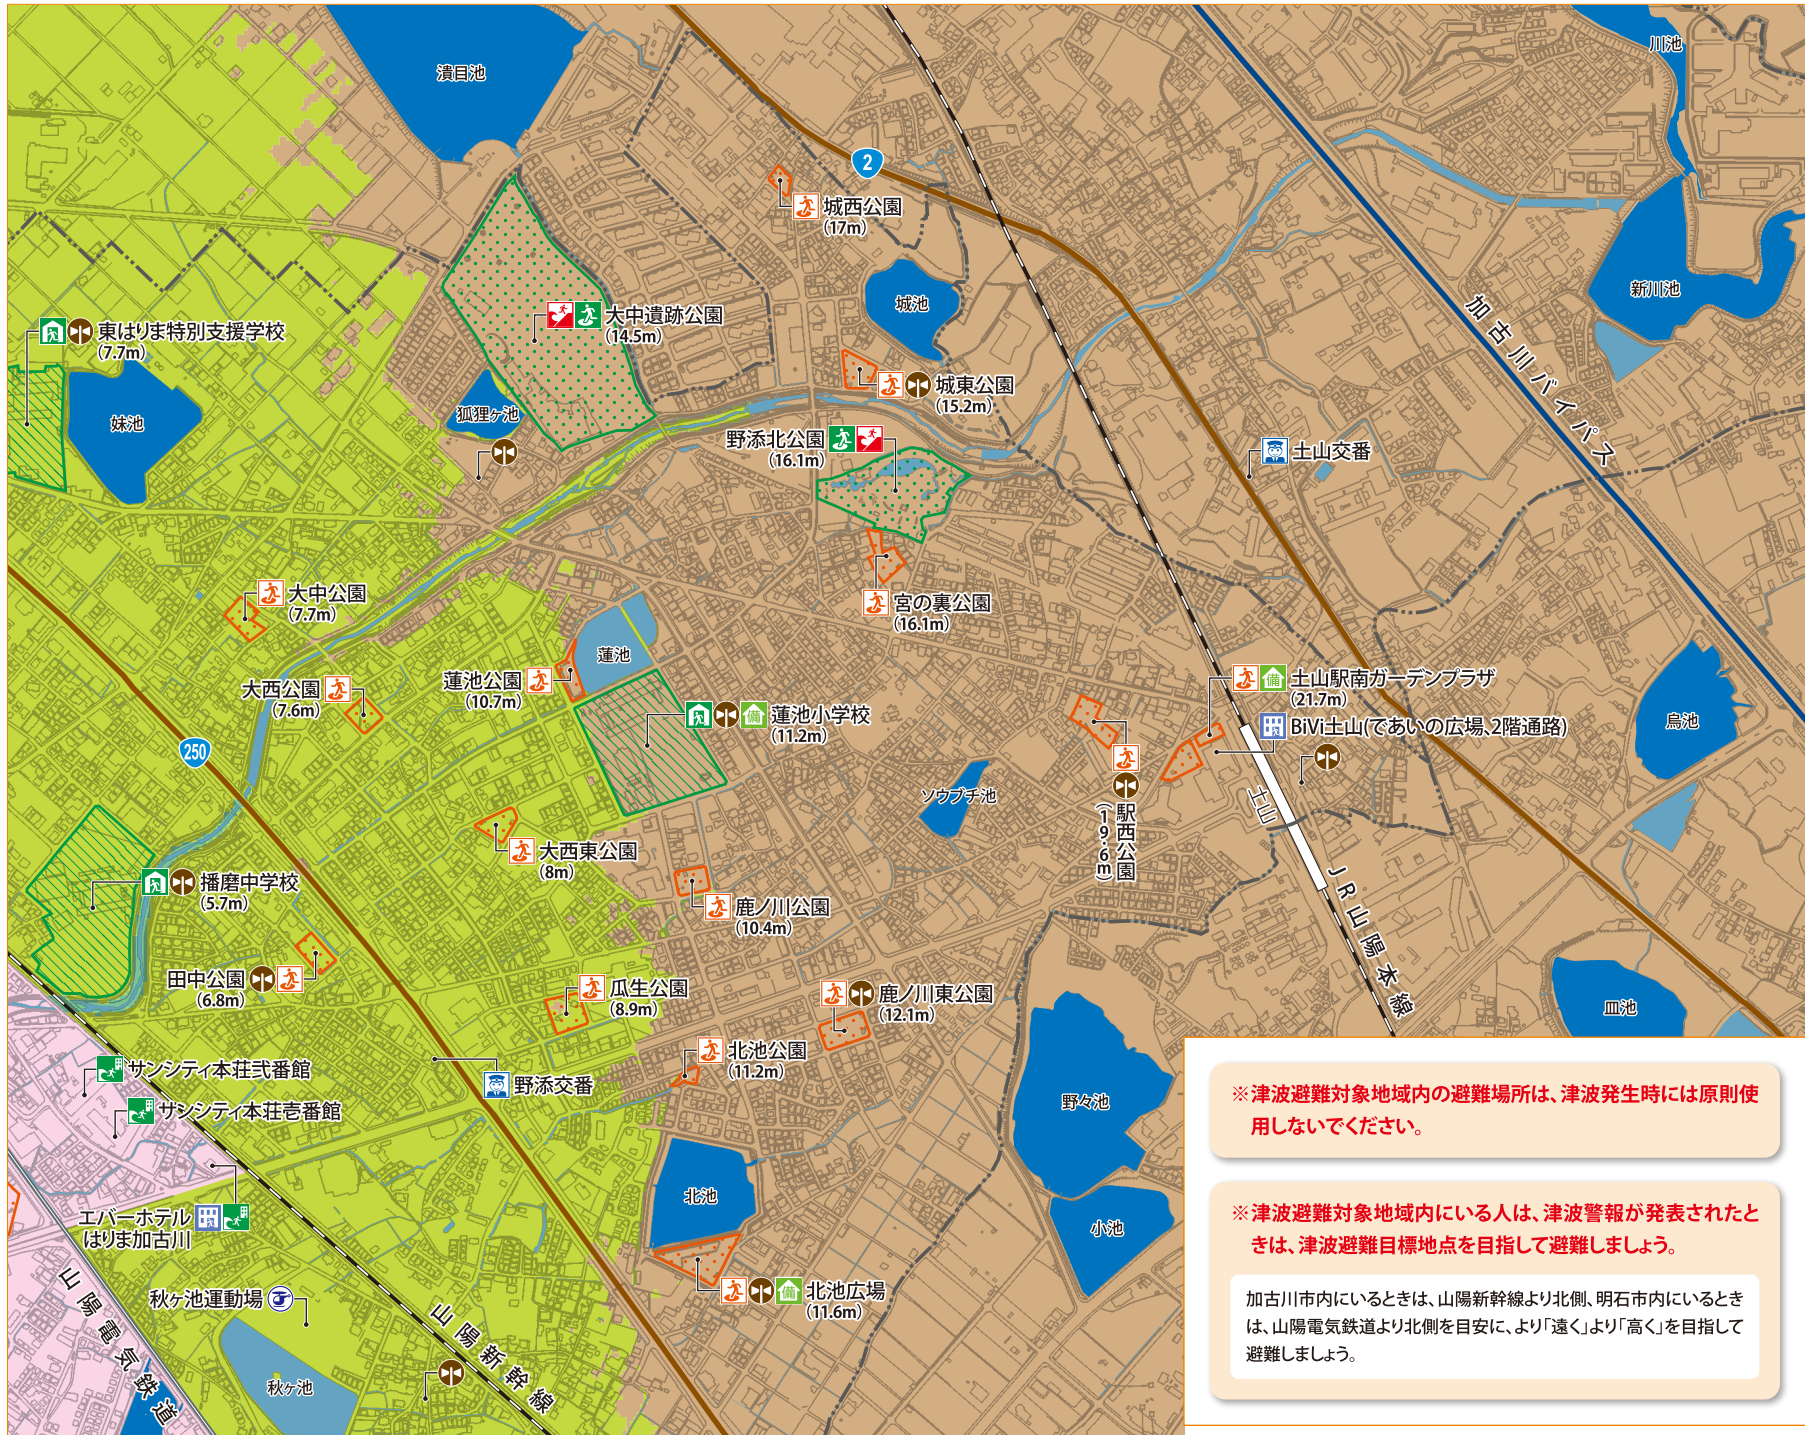 川池
潰目池
2
城西公園
(17m)
新川池
城池
加古川バイパス
大中遺跡公園
(14.5m)
東はりま特別支援学校
(7.7m)
妹池
狐狸ヶ池
城東公園
(15.2m)
野添北公園
(16.1m)
土山交番
大中公園
(7.7m)
宮の裏公園
(16.1m)
蓮池
蓮池公園
(10.7m)
大西公園
(7.6m)
土山駅南ガーデンプラザ
(21.7m)
備
BiVi土山(であいの広場、2階通路)
蓮池小学校
(11.2m)
備
烏池
250
ソウブチ池
土山
駅西公園
(19.6m)
大西東公園
(8m)
播磨中学校
(5.7m)
鹿ノ川公園
(10.4m)
JR山陽本線
田中公園
(6.8m)
瓜生公園
(8.9m)
鹿ノ川東公園
(12.1m)
皿池
北池公園
(11.2m)
サンシティ本荘弐番館
野添交番
サンシティ本荘壱番館
野々池
北池
小池
エバーホテル
はりま加古川
山陽電気鉄道
秋ヶ池運動場
山陽新幹線
北池広場
(11.6m)
備
秋ヶ池
※津波避難対象地域内の避難場所は、津波発生時には原則使
用しないでください。
※津波避難対象地域内にいる人は、津波警報が発表されたと
きは、津波避難目標地点を目指して避難しましょう。
加古川市内にいるときは、山陽新幹線より北側、明石市内にいるとき
は、山陽電気鉄道より北側を目安に、より「遠く」より「高く」を目指して
避難しましょう。